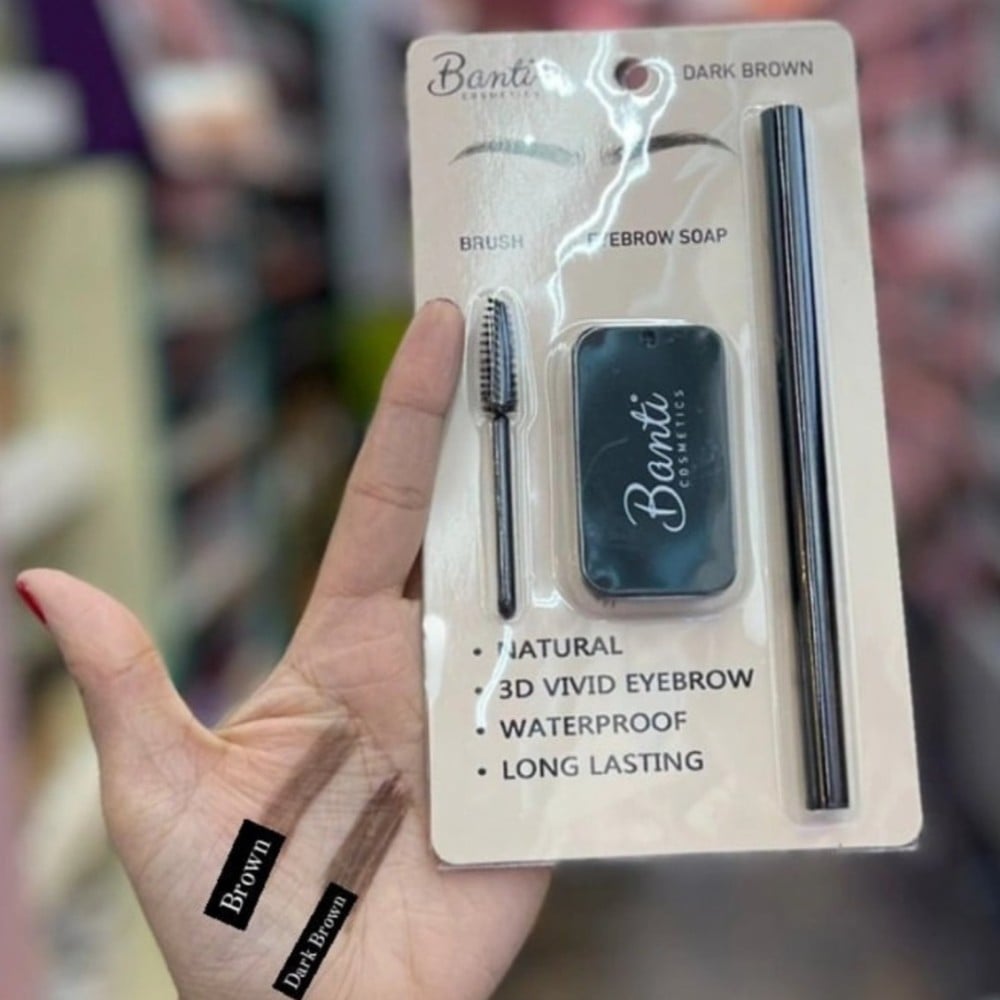 Banti
COSMETICS
DARK BROWN
BRUSH
EYEBROW SOAP
Banti
COSMETICS
• NATURAL
• 3D VIVID EYEBROW
• WATERPROOF
• LONG LASTING
Brown
Dark Brown